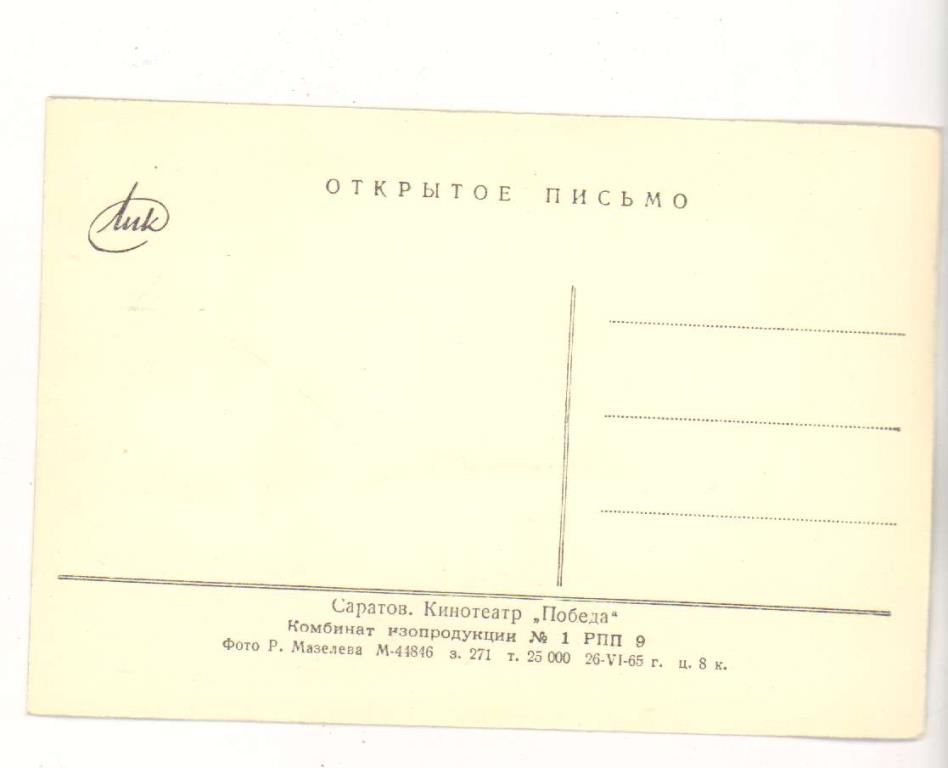 ОТКРЫТОЕ ПИСЬМО
Лик
Саратов. Кинотеатр „Победа“
Комбинат изопродукции № 1 РПП 9
Фото Р. Мазелева М-44846 з. 271 т. 25 000 26-VI-65 г. ц. 8 к.